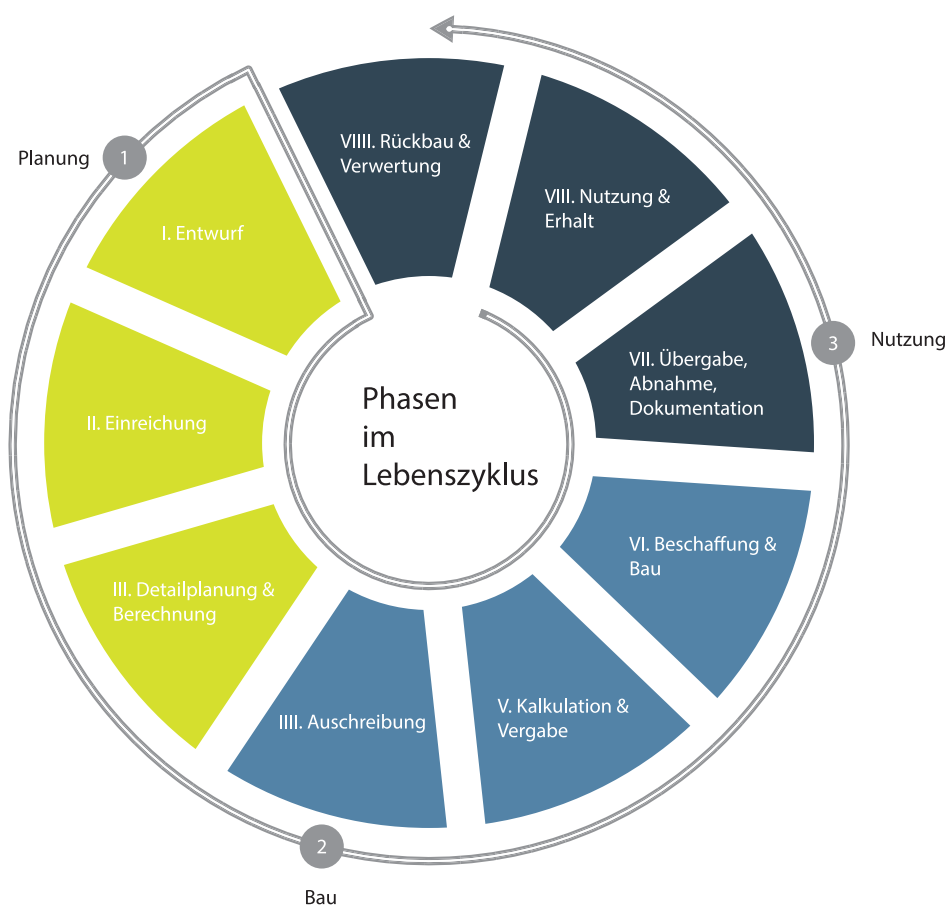 Phasen
im
Lebenszyklus
1
Planung
I. Entwurf
II. Einreichung
III. Detailplanung &
Berechnung
2
Bau
IIII. Auschreibung
V. Kalkulation &
Vergabe
VI. Beschaffung &
Bau
3
Nutzung
VII. Übergabe,
Abnahme,
Dokumentation
VIII. Nutzung &
Erhalt
VIIII. Rückbau &
Verwertung